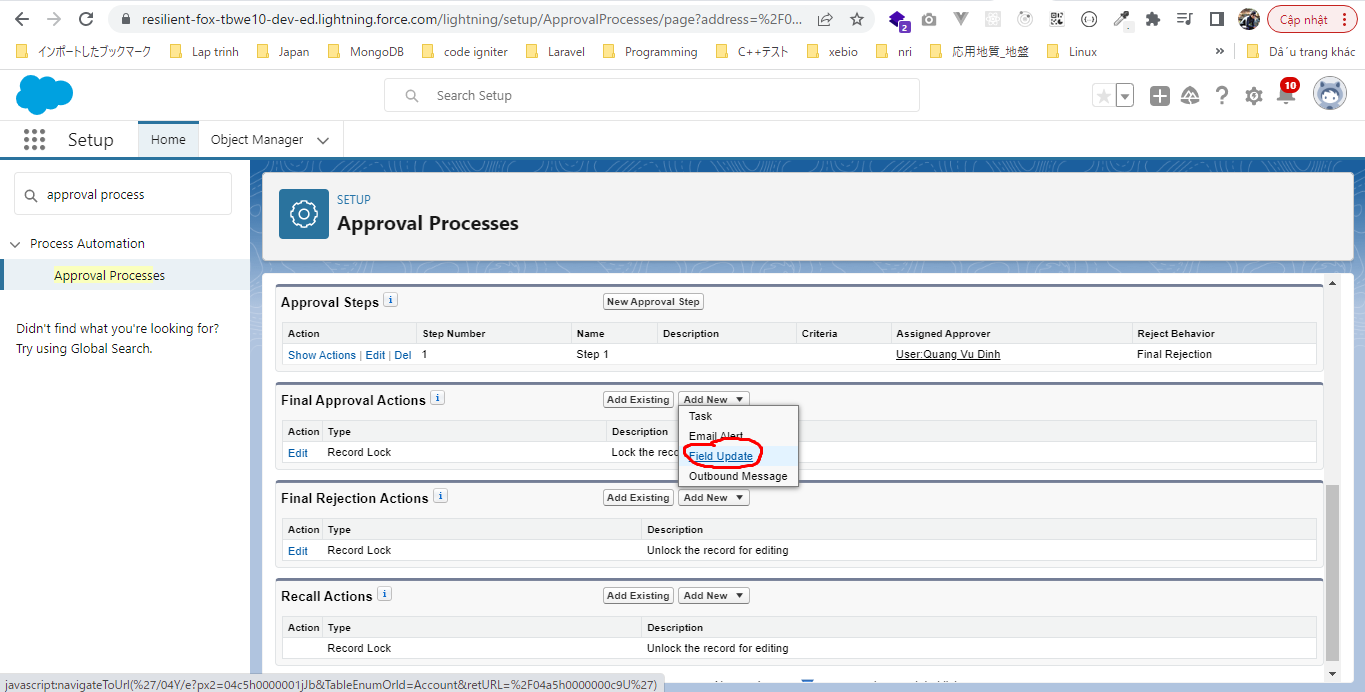 resilient-fox-tbwe10-dev-ed.lightning.force.com/lightning/setup/ApprovalProcesses/page?address=%2F0...
2
Cập nhật
インポートしたブックマーク Lap trinh Japan MongoDB code igniter Laravel Programming C++テスト xebio nri 応用地質_地盤 Linux » Dấu trang khác
Search Setup
10
Setup Home Object Manager
approval process
Process Automation
Approval Processes
Didn't find what you're looking for?
Try using Global Search.
SETUP
Approval Processes
Approval Steps i New Approval Step
Action Step Number Name Description Criteria Assigned Approver Reject Behavior
Show Actions | Edit | Del 1 Step 1 User:Quang Vu Dinh Final Rejection
Final Approval Actions i Add Existing Add New
Task
Email Alert
Field Update
Outbound Message
Action Type Description
Edit Record Lock Lock the reco
Final Rejection Actions i Add Existing Add New
Action Type Description
Edit Record Lock Unlock the record for editing
Recall Actions i Add Existing Add New
Action Type Description
Record Lock Unlock the record for editing
javascript:navigateToUrl(%27/04Y/e?px2=04c5h0000001jJb&TableEnumOrId=Account&retURL=%2F04a5h0000000c9U%27)